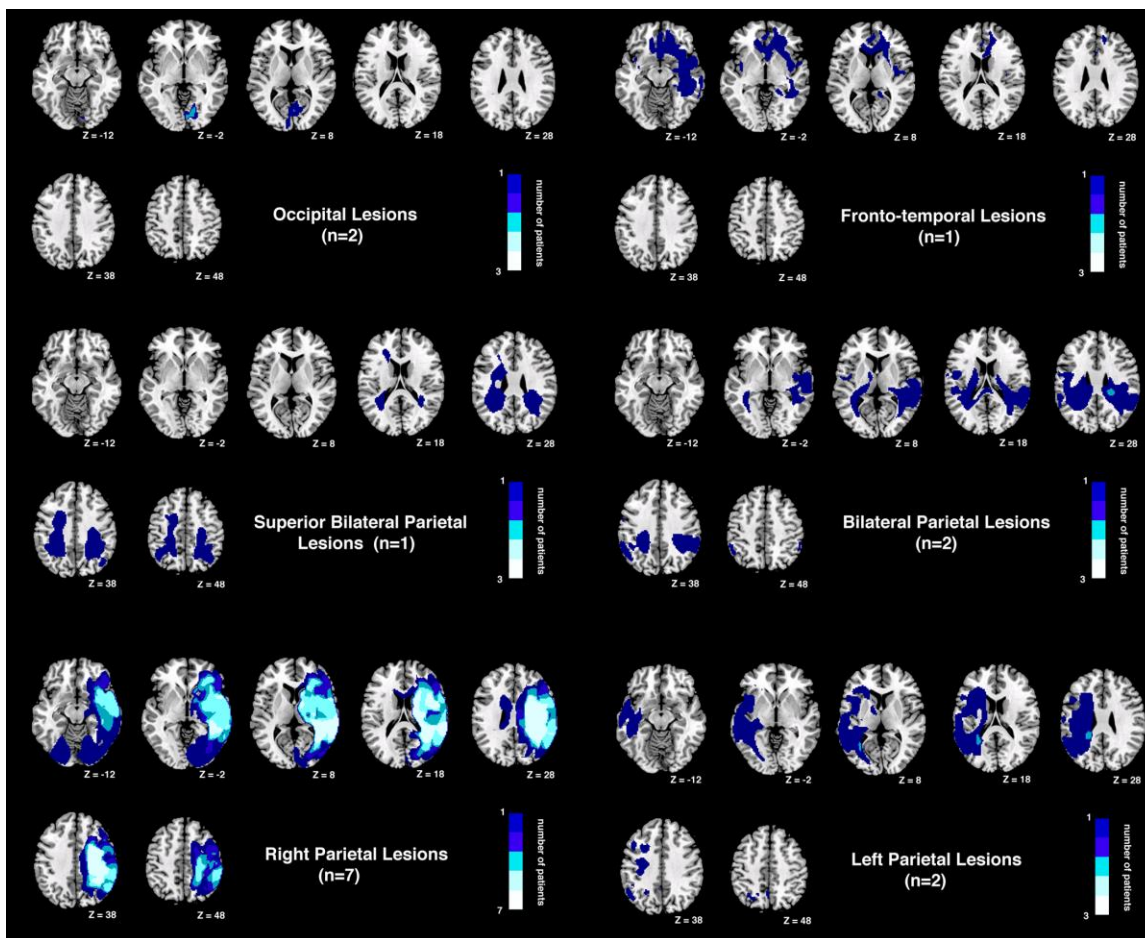 Z = -12
Z = -2
Z = 8
Z = 18
Z = 28
Z = 38
Z = 48
Occipital Lesions
(n=2)
1
3
number of patients
Z = -12
Z = -2
Z = 8
Z = 18
Z = 28
Z = 38
Z = 48
Fronto-temporal Lesions
(n=1)
1
3
number of patients
Z = -12
Z = -2
Z = 8
Z = 18
Z = 28
Z = 38
Z = 48
Superior Bilateral Parietal
Lesions (n=1)
1
3
number of patients
Z = -12
Z = -2
Z = 8
Z = 18
Z = 28
Z = 38
Z = 48
Bilateral Parietal Lesions
(n=2)
1
3
number of patients
Z = -12
Z = -2
Z = 8
Z = 18
Z = 28
Z = 38
Z = 48
Right Parietal Lesions
(n=7)
1
7
number of patients
Z = -12
Z = -2
Z = 8
Z = 18
Z = 28
Z = 38
Z = 48
Left Parietal Lesions
(n=2)
1
3
number of patients